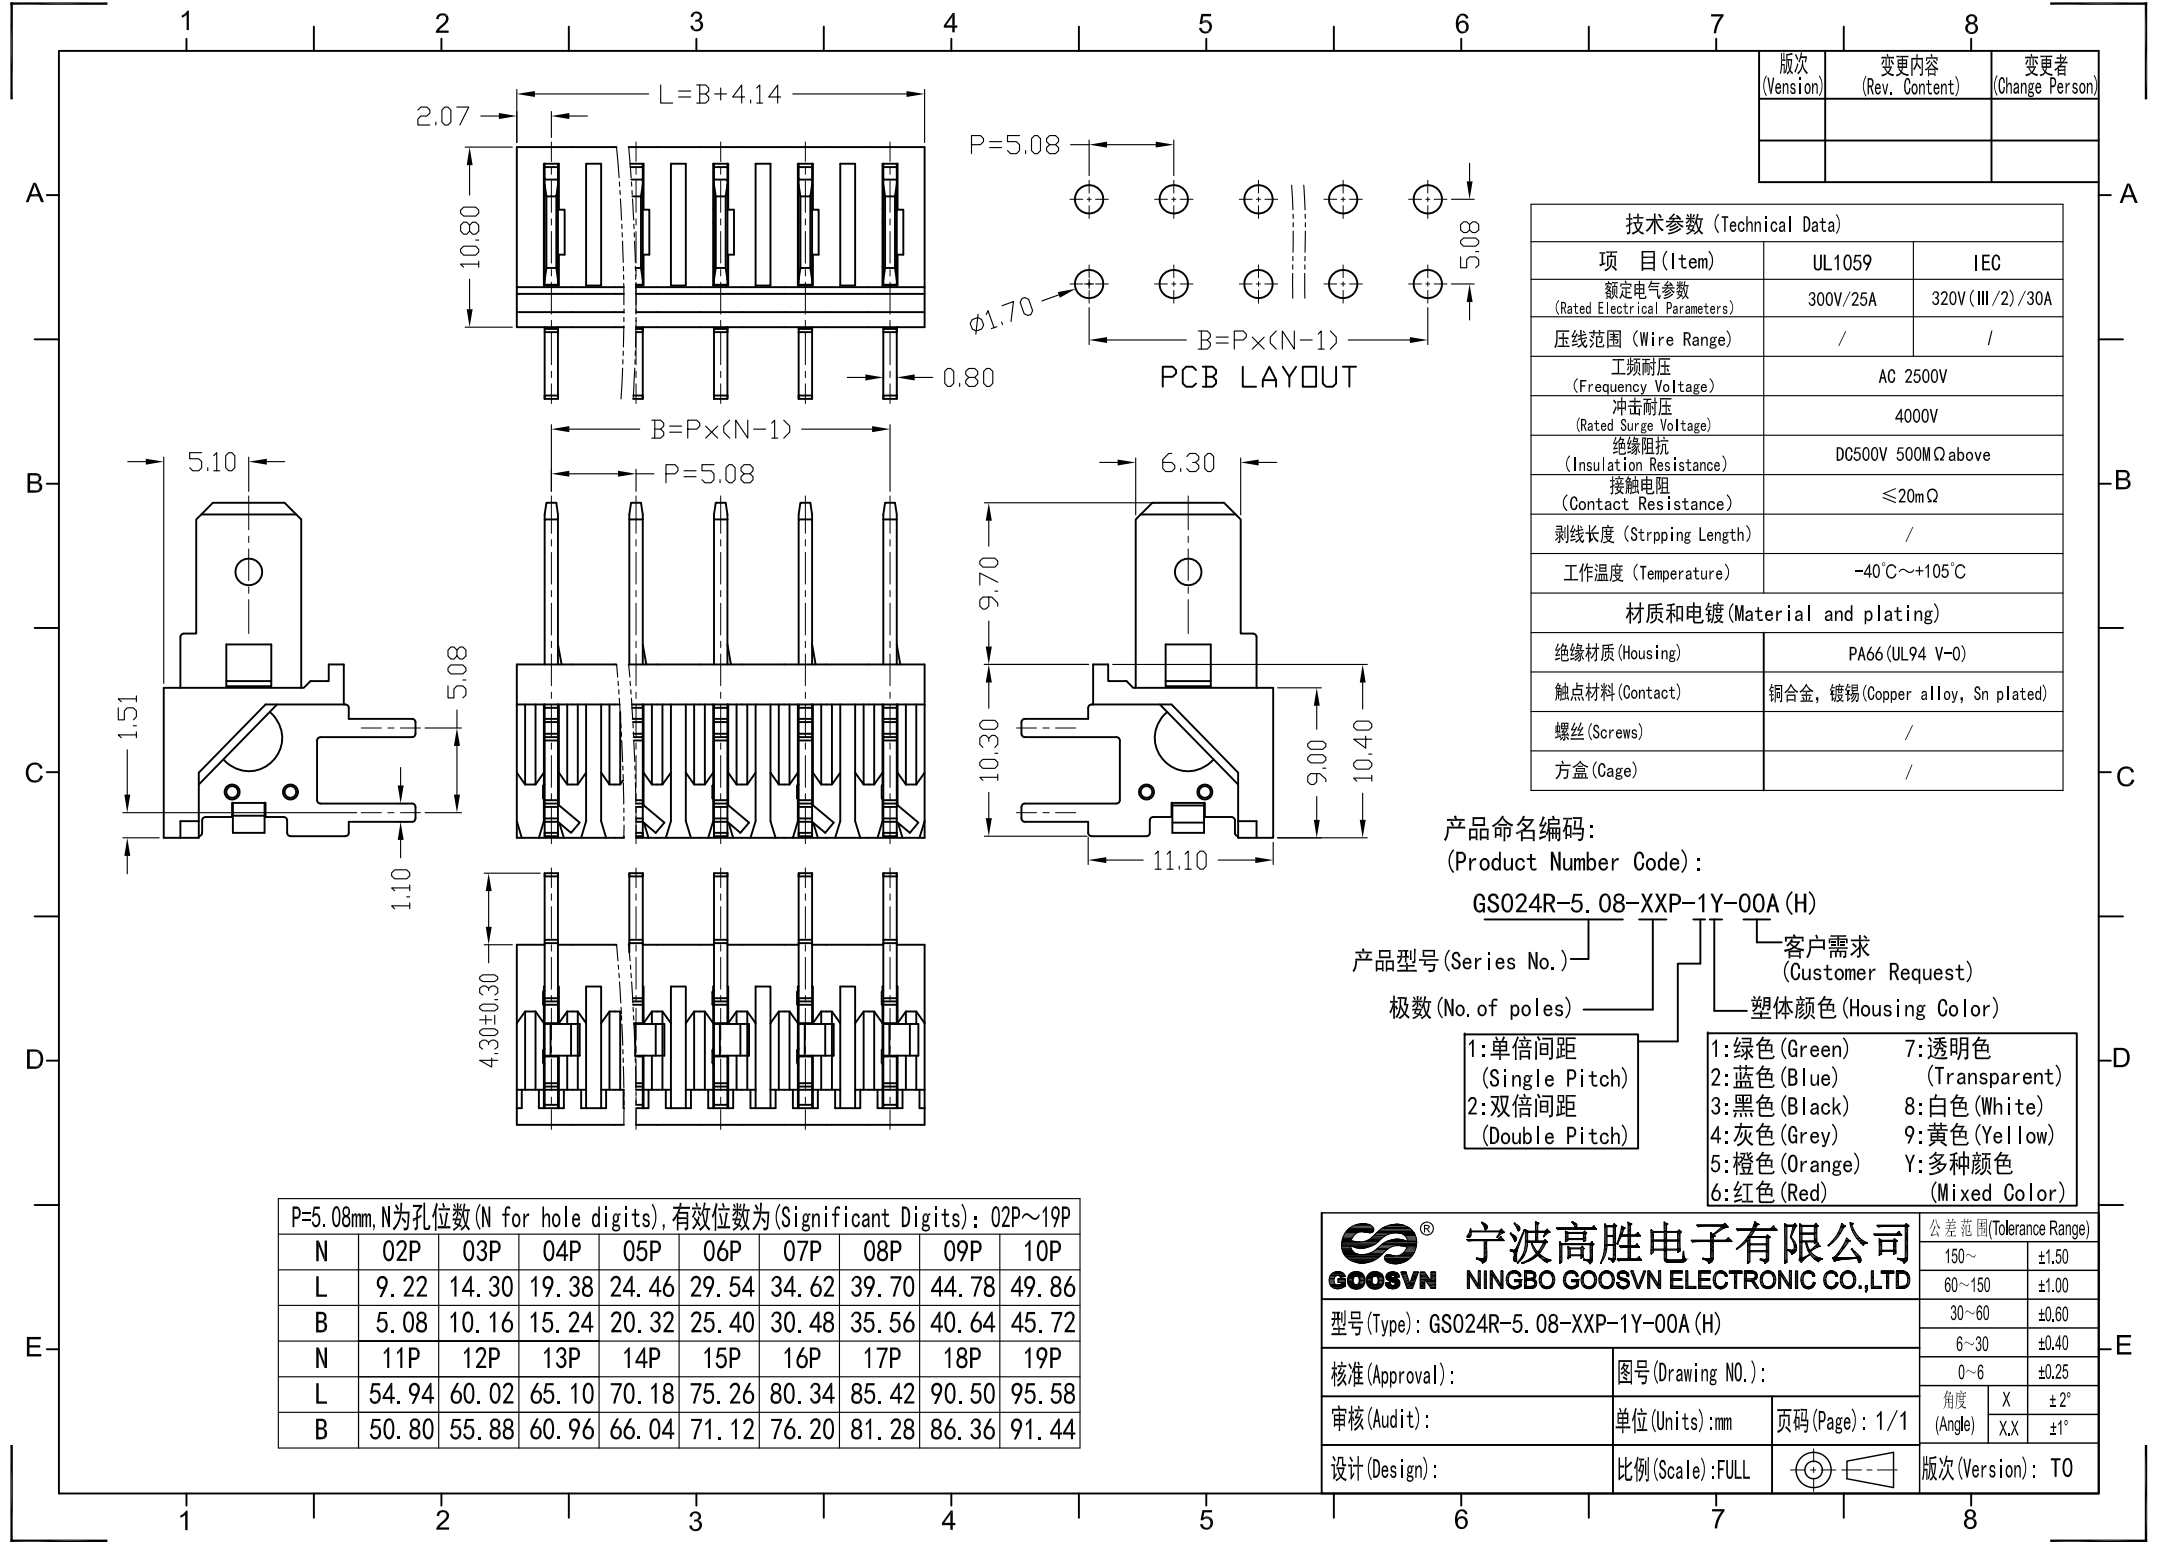 1 2 3 4 5 6 7 8
版次 变更内容 变更者
(Vension) (Rev. Content) (Change Person)
A A
B B
C C
D D
E E
L=B+4.14
2.07
10.80
0.80
B=Px(N-1)
P=5.08
P=5.08
5.08
ø1.70
B=Px(N-1)
PCB LAYOUT
5.10
5.08
1.51
1.10
6.30
9.70
10.30
9.00
10.40
11.10
4.30±0.30
技术参数 (Technical Data)
项 目(Item) UL1059 IEC
额定电气参数
(Rated Electrical Parameters) 300V/25A 320V(Ⅲ/2)/30A
压线范围 (Wire Range) / /
工频耐压
(Frequency Voltage) AC 2500V
冲击耐压
(Rated Surge Voltage) 4000V
绝缘阻抗
(Insulation Resistance) DC500V 500MΩabove
接触电阻
(Contact Resistance) ≤20mΩ
剥线长度 (Strpping Length) /
工作温度 (Temperature) -40℃~+105℃
材质和电镀(Material and plating)
绝缘材质(Housing) PA66(UL94 V-0)
触点材料(Contact) 铜合金, 镀锡(Copper alloy, Sn plated)
螺丝(Screws) /
方盒(Cage) /
产品命名编码:
(Product Number Code):
GS024R-5.08-XXP-1Y-00A(H)
产品型号(Series No.)
客户需求
(Customer Request)
极数(No.of poles)
塑体颜色(Housing Color)
1:单倍间距
(Single Pitch)
2:双倍间距
(Double Pitch)
1:绿色(Green) 7:透明色
2:蓝色(Blue) (Transparent)
3:黑色(Black) 8:白色(White)
4:灰色(Grey) 9:黄色(Yellow)
5:橙色(Orange) Y:多种颜色
6:红色(Red) (Mixed Color)
P=5.08mm,N为孔位数(N for hole digits),有效位数为(Significant Digits): 02P~19P
N 02P 03P 04P 05P 06P 07P 08P 09P 10P
L 9.22 14.30 19.38 24.46 29.54 34.62 39.70 44.78 49.86
B 5.08 10.16 15.24 20.32 25.40 30.48 35.56 40.64 45.72
N 11P 12P 13P 14P 15P 16P 17P 18P 19P
L 54.94 60.02 65.10 70.18 75.26 80.34 85.42 90.50 95.58
B 50.80 55.88 60.96 66.04 71.12 76.20 81.28 86.36 91.44
GOOSVN ®
宁波高胜电子有限公司
NINGBO GOOSVN ELECTRONIC CO.,LTD
型号(Type): GS024R-5.08-XXP-1Y-00A(H)
核准(Approval): 图号(Drawing NO.):
审核(Audit): 单位(Units):mm 页码(Page): 1/1
设计(Design): 比例(Scale):FULL
公差范围(Tolerance Range)
150~ ±1.50
60~150 ±1.00
30~60 ±0.60
6~30 ±0.40
0~6 ±0.25
角度 X ±2°
(Angle) X.X ±1°
版次(Version): T0
1 2 3 4 5 6 7 8